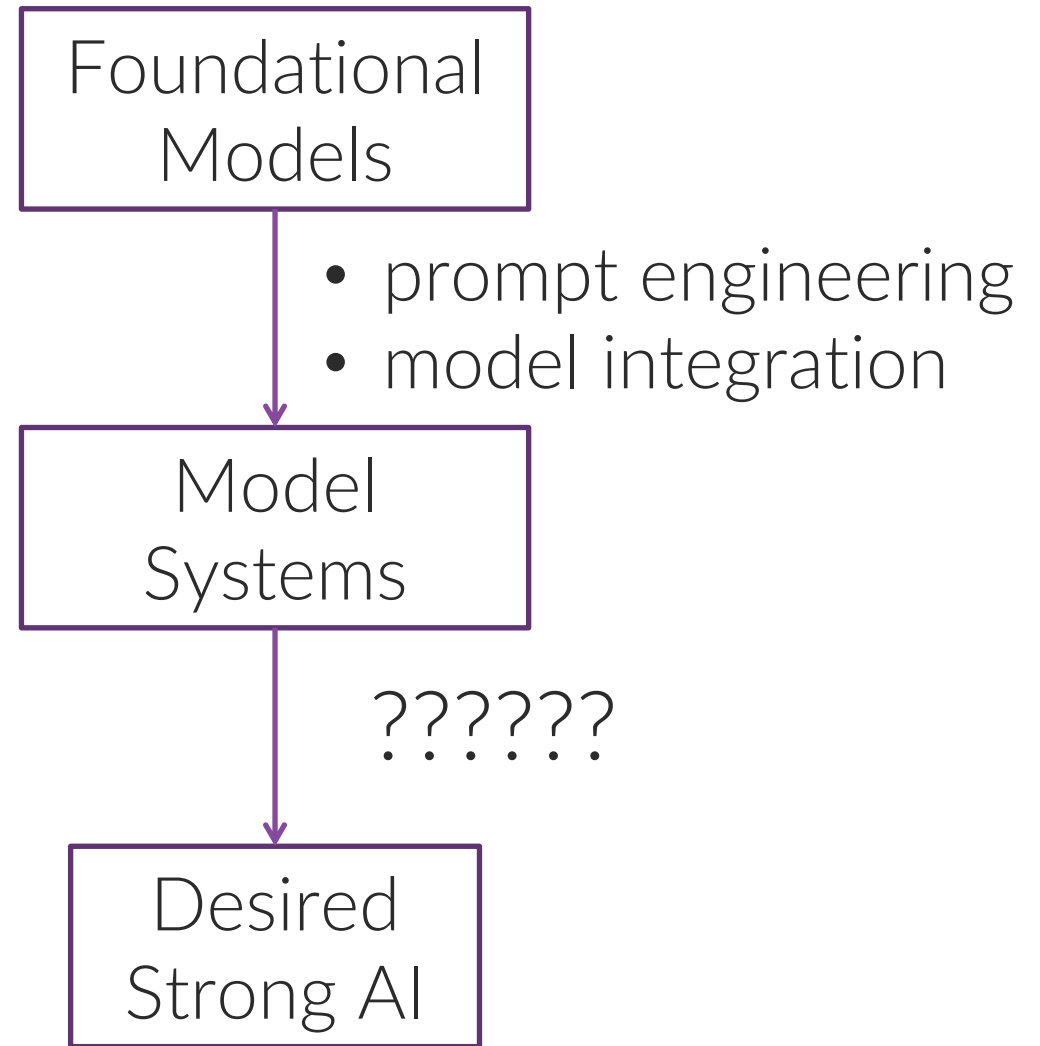 Foundational
Models
• prompt engineering
• model integration
Model
Systems
??????
Desired
Strong AI